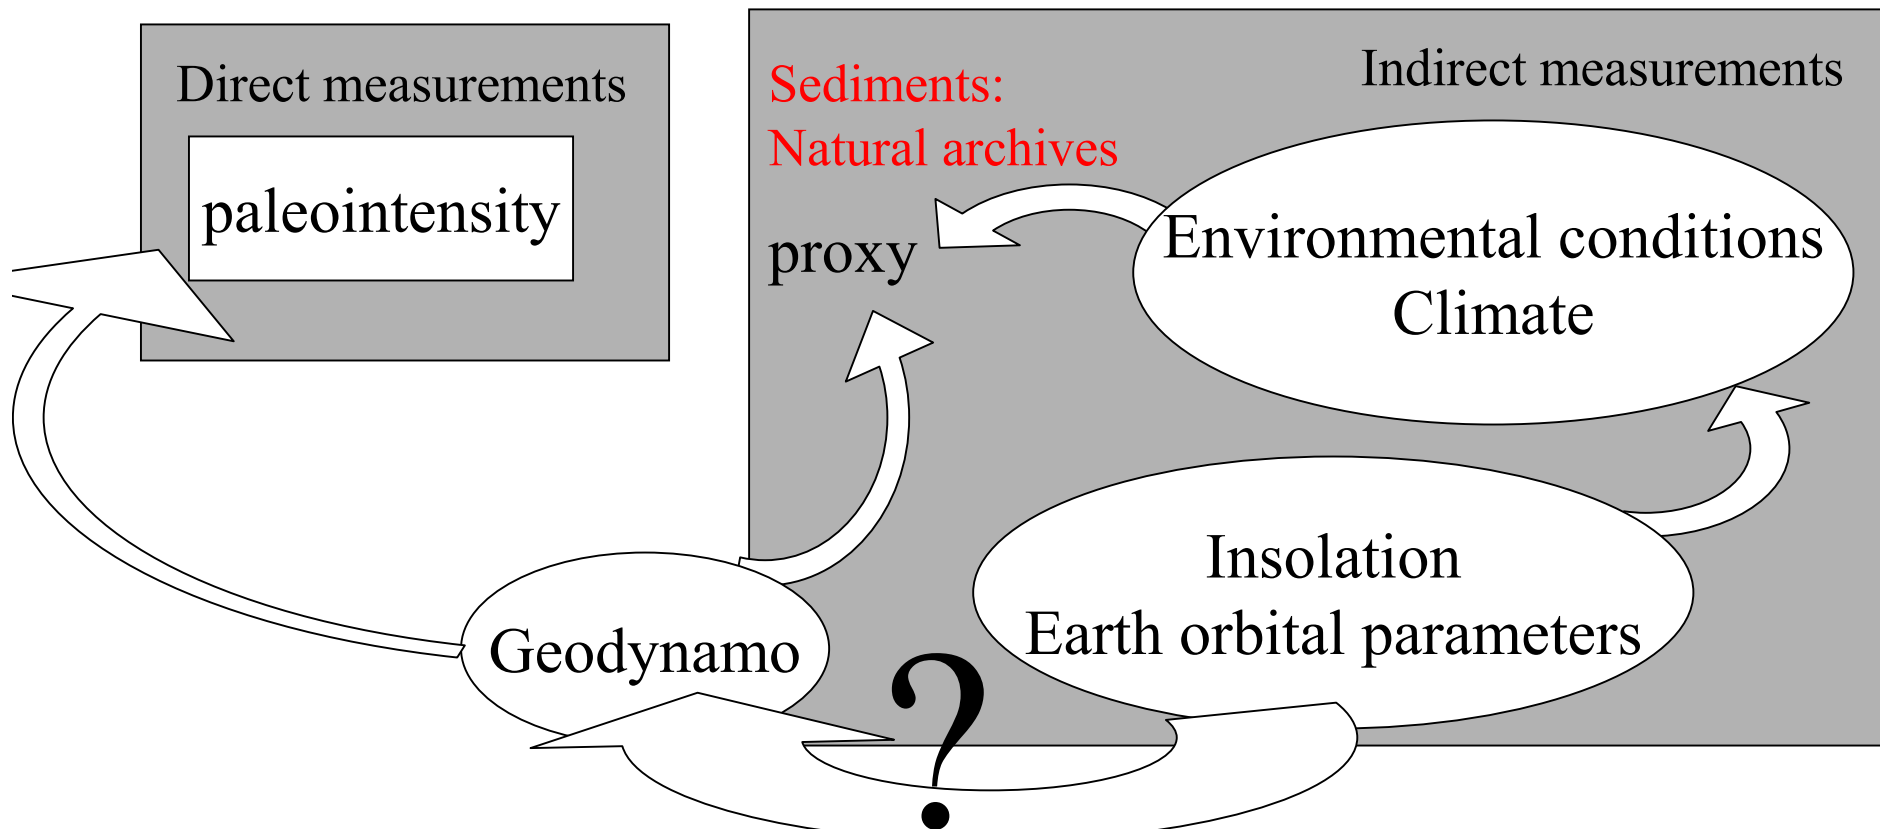 Direct measurements
paleointensity
Sediments:
Natural archives
Indirect measurements
proxy
Environmental conditions
Climate
Insolation
Earth orbital parameters
Geodynamo
?